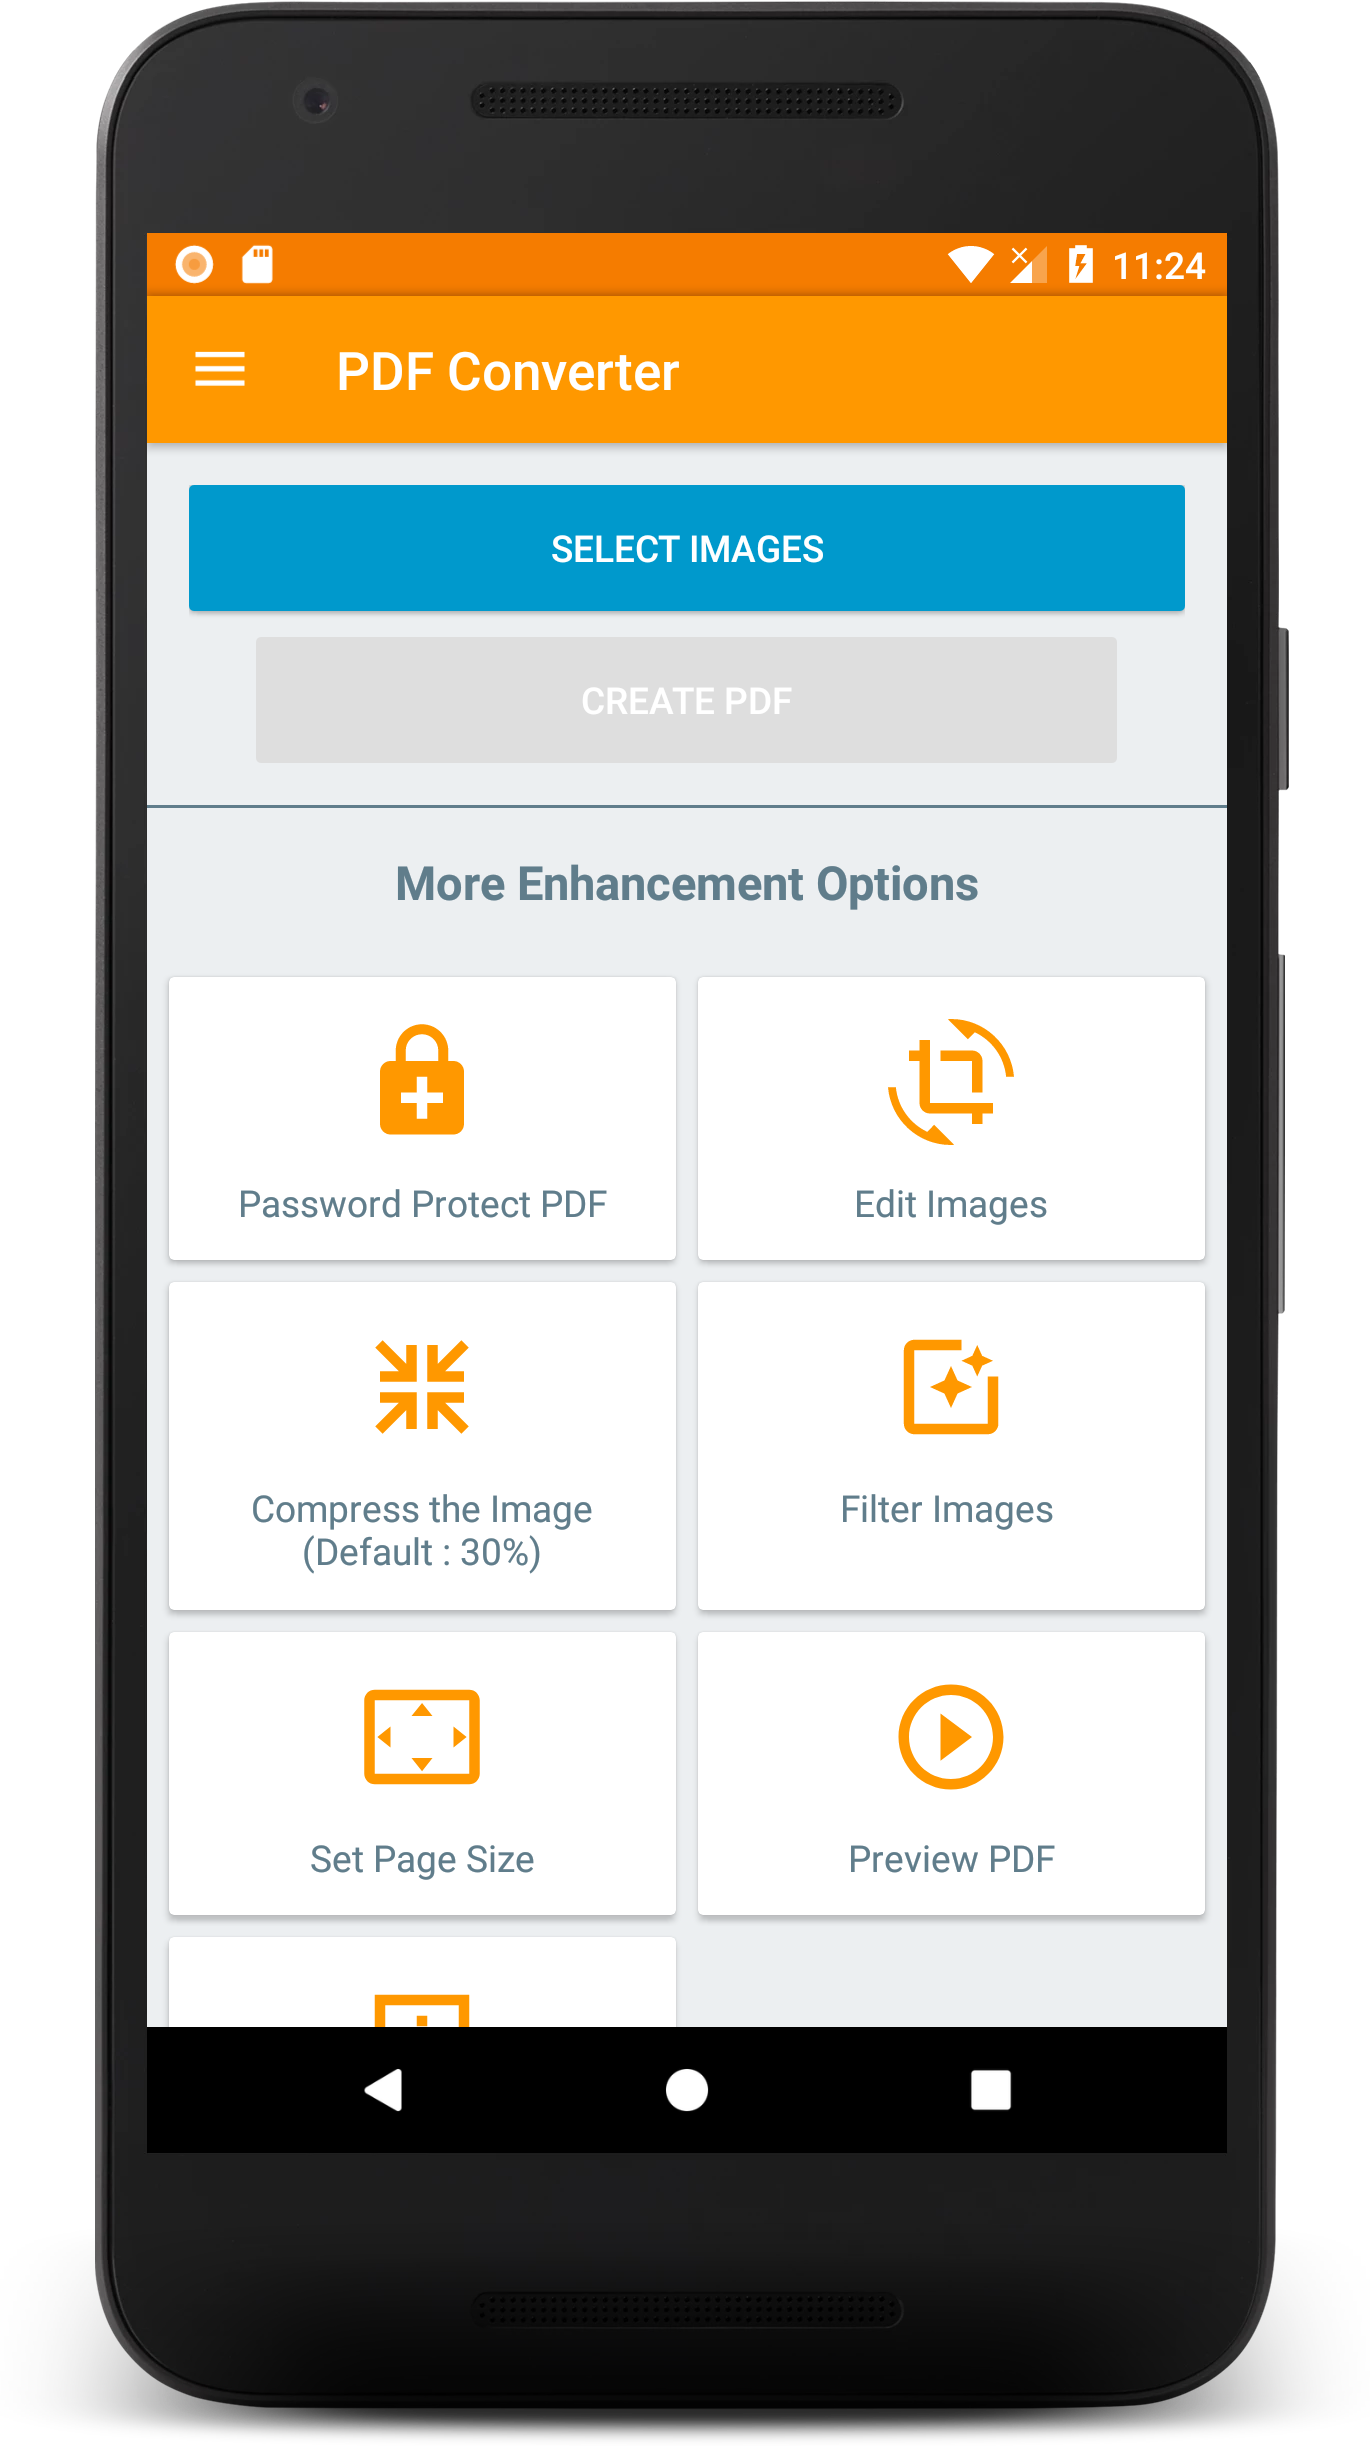 11:24
PDF Converter
SELECT IMAGES
CREATE PDF
More Enhancement Options
Password Protect PDF
Edit Images
Compress the Image
(Default : 30%)
Filter Images
Set Page Size
Preview PDF